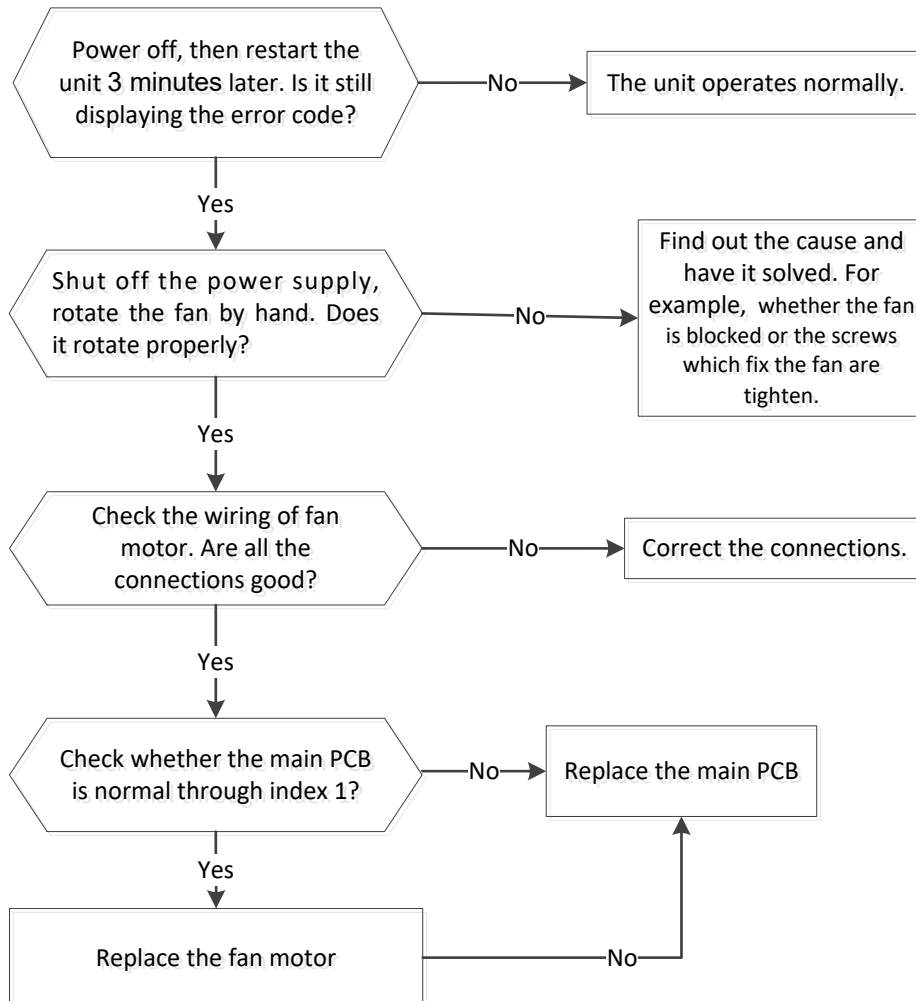 Power off, then restart the
unit 3 minutes later. Is it still
displaying the error code?
No
The unit operates normally.
Yes
Shut off the power supply,
rotate the fan by hand. Does
it rotate properly?
No
Find out the cause and
have it solved. For
example, whether the fan
is blocked or the screws
which fix the fan are
tighten.
Yes
Check the wiring of fan
motor. Are all the
connections good?
No
Correct the connections.
Yes
Check whether the main PCB
is normal through index 1?
No
Replace the main PCB
Yes
Replace the fan motor
No